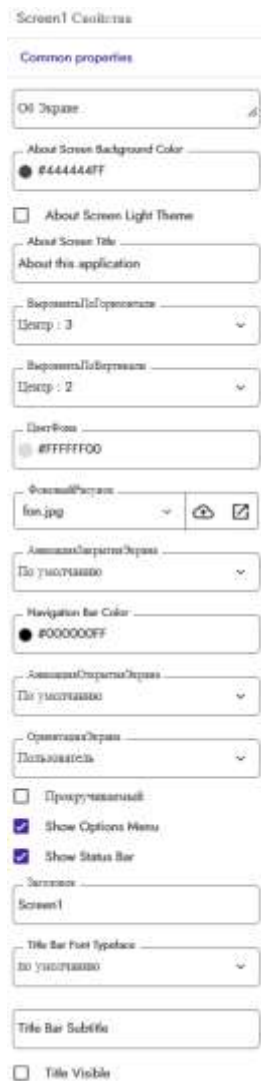 Screen1 Свойства
Common properties
Об Экране
About Screen Background Color
#444444FF
About Screen Light Theme
About Screen Title
About this application
ВыровнятьПоГоризонтали
Центр : 3
ВыровнятьПоВертикали
Центр : 2
ЦветФона
#FFFFFF00
ФоновыйРисунок
fon.jpg
АнимацияЗакрытияЭкрана
По умолчанию
Navigation Bar Color
#000000FF
АнимацияОткрытияЭкрана
По умолчанию
ОриентацияЭкрана
Пользователь
Прокручиваемый
Show Options Menu
Show Status Bar
Заголовок
Screen1
Title Bar Font Typeface
по умолчанию
Title Bar Subtitle
Title Visible